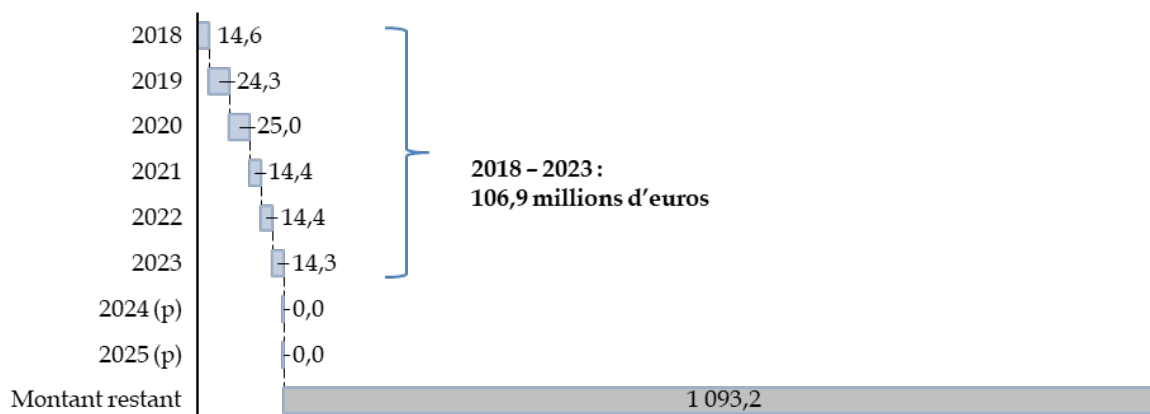 2018 14,6
2019 24,3
2020 25,0
2021 14,4
2018 – 2023 :
106,9 millions d’euros
2022 14,4
2023 14,3
2024 (p) 0,0
2025 (p) 0,0
Montant restant 1 093,2